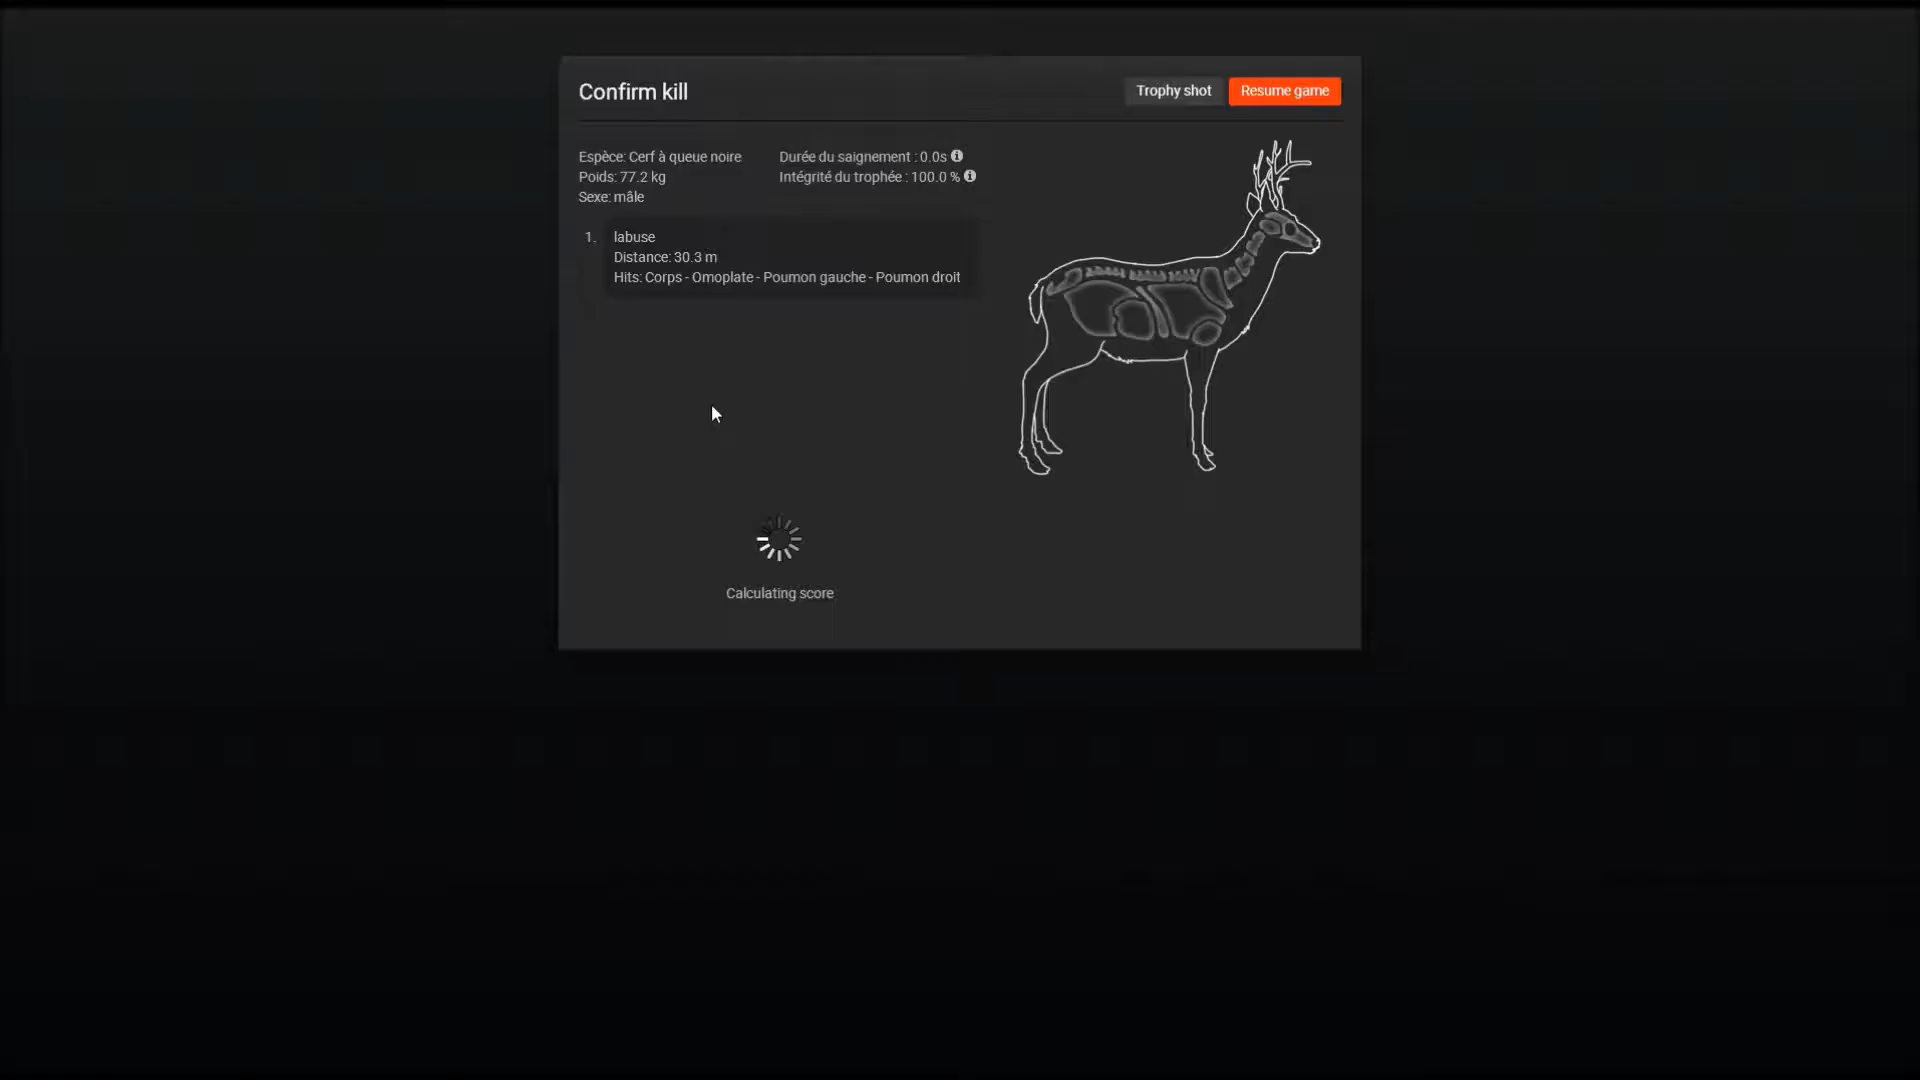 Confirm kill
Trophy shot
Resume game
Espèce: Cerf à queue noire
Poids: 77.2 kg
Sexe: mâle
Durée du saignement : 0.0s
Intégrité du trophée : 100.0 %
1. labuse
Distance: 30.3 m
Hits: Corps - Omoplate - Poumon gauche - Poumon droit
Calculating score